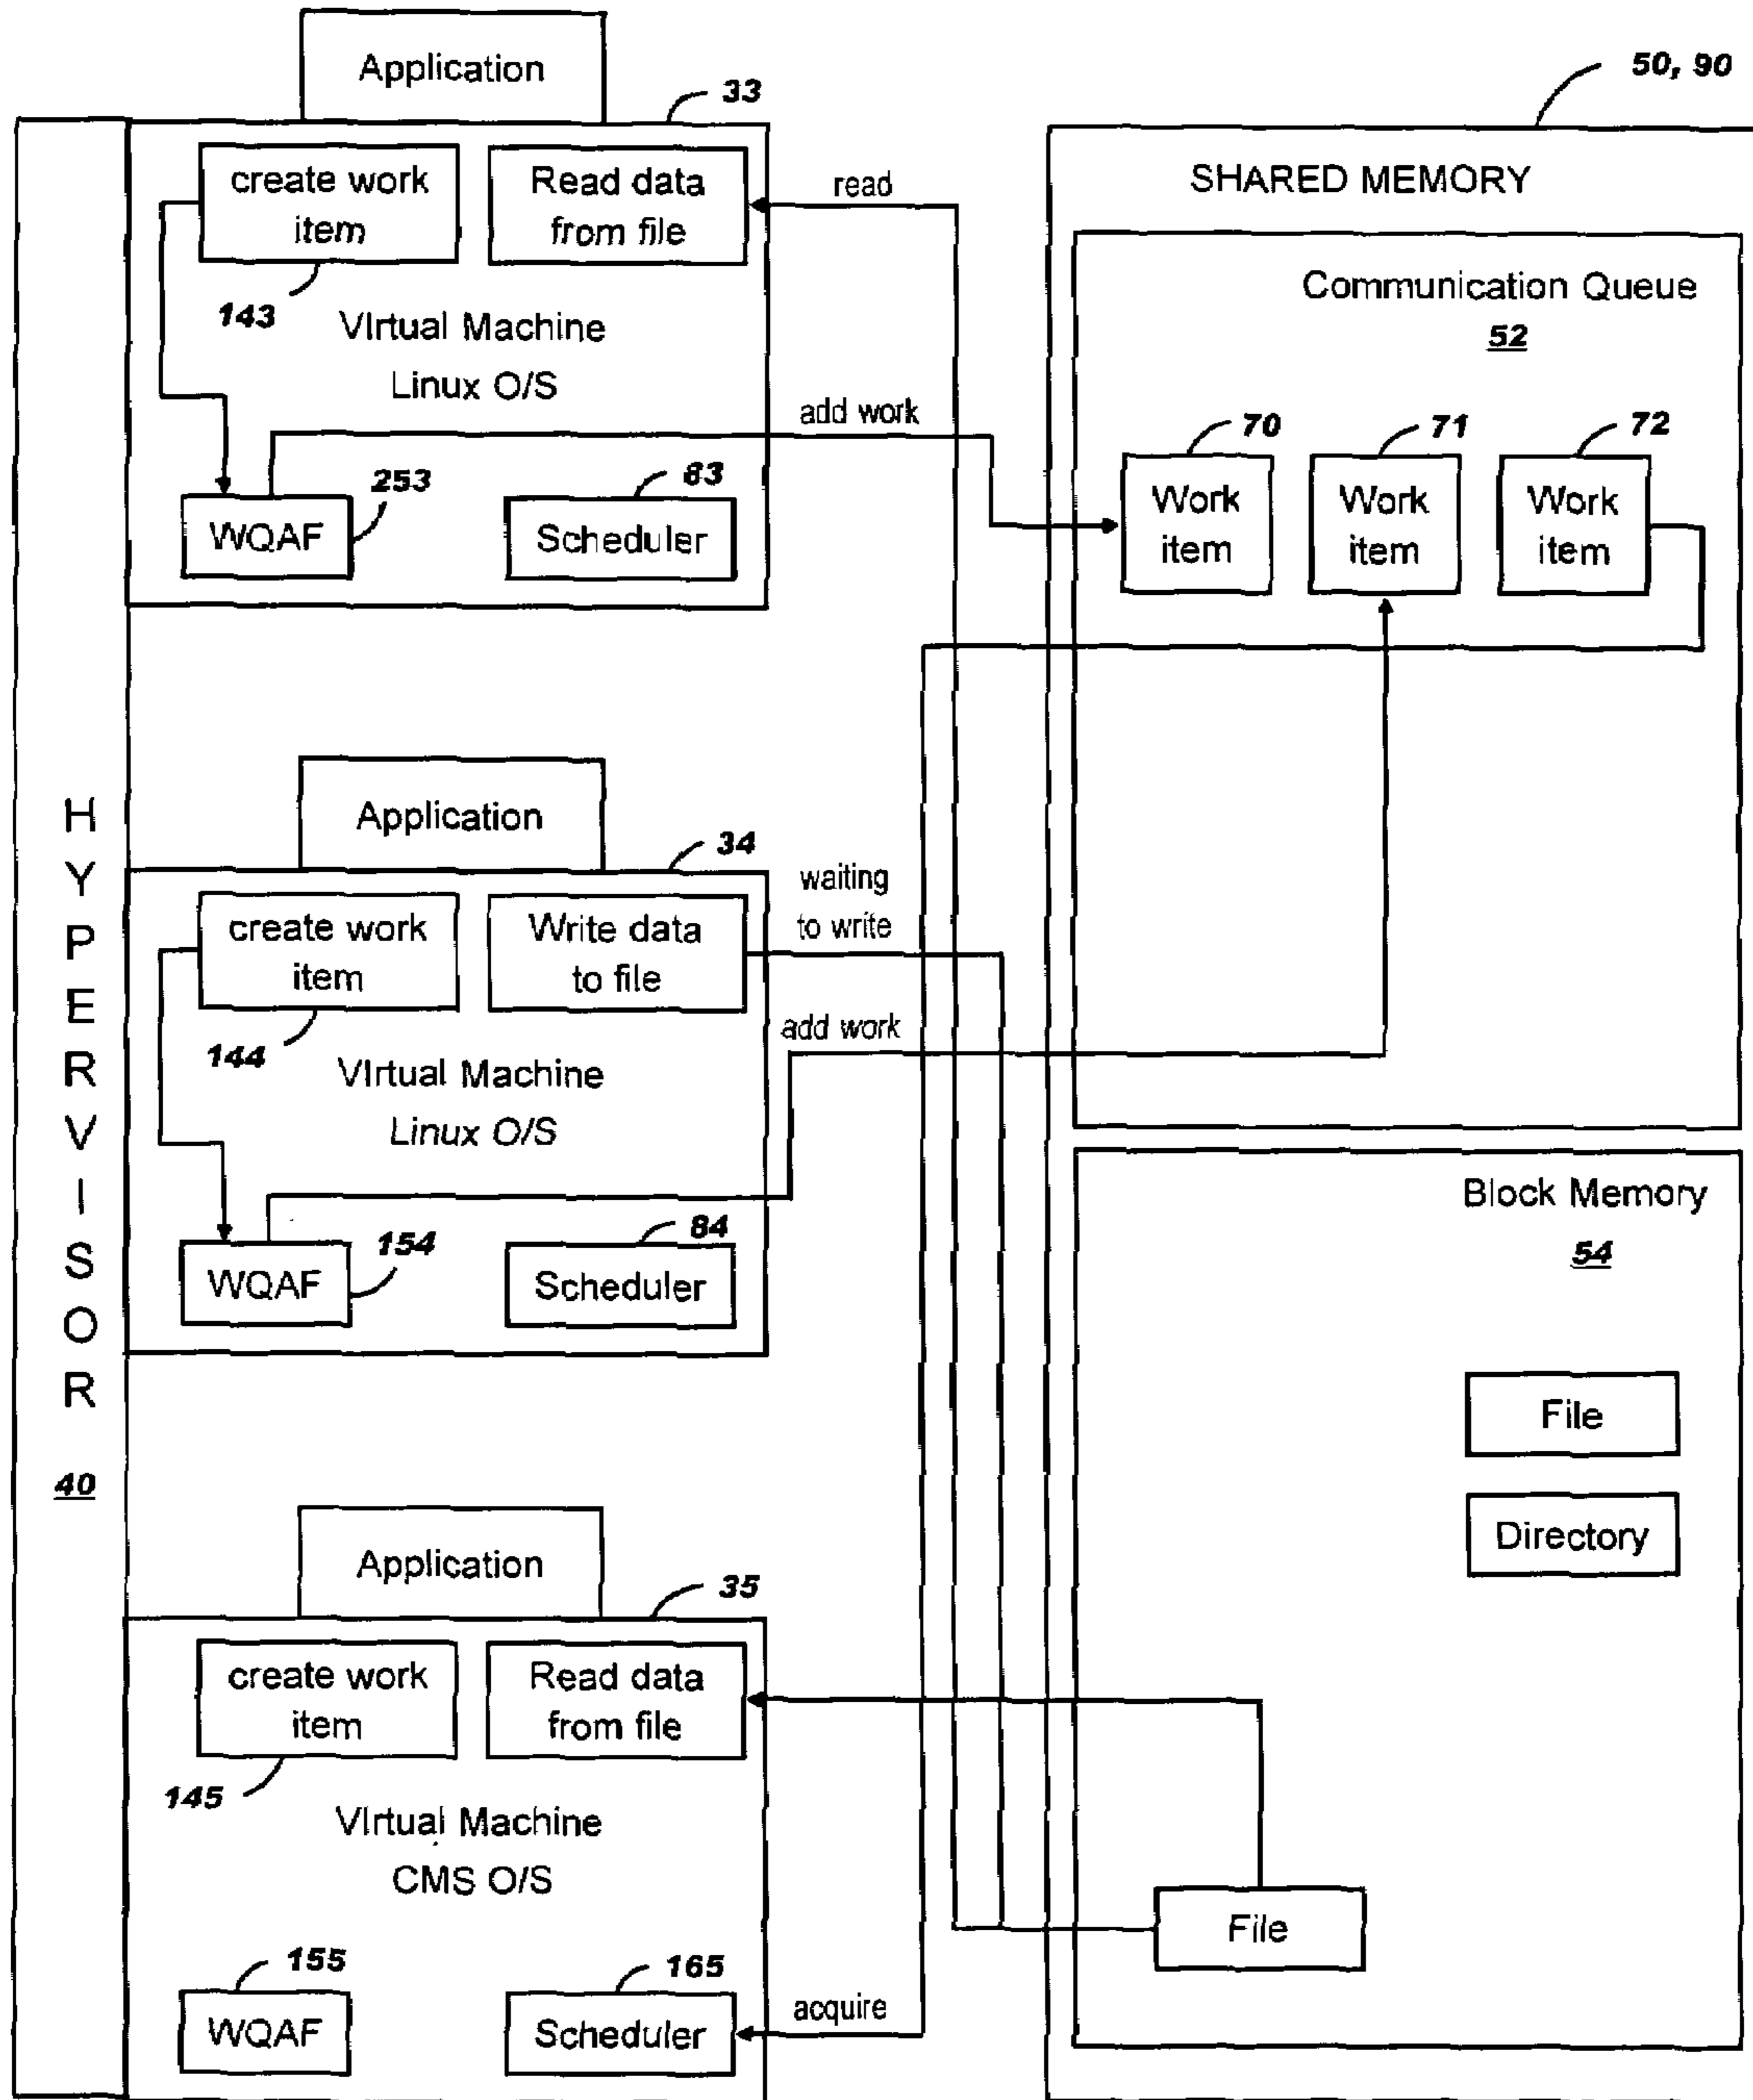 Application
33
50, 90
create work
item
Read data
from file
read
SHARED MEMORY
143
VIrtual Machine
Linux O/S
Communication Queue
52
add work
253
WQAF
83
Scheduler
70
Work
item
71
Work
item
72
Work
item
HYPERVISOR
40
Application
34
create work
item
Write data
to file
waiting
to write
144
VIrtual Machine
Linux O/S
add work
154
WQAF
84
Scheduler
Block Memory
54
File
Directory
Application
35
create work
item
Read data
from file
145
VIrtual Machine
CMS O/S
File
155
WQAF
165
Scheduler
acquire